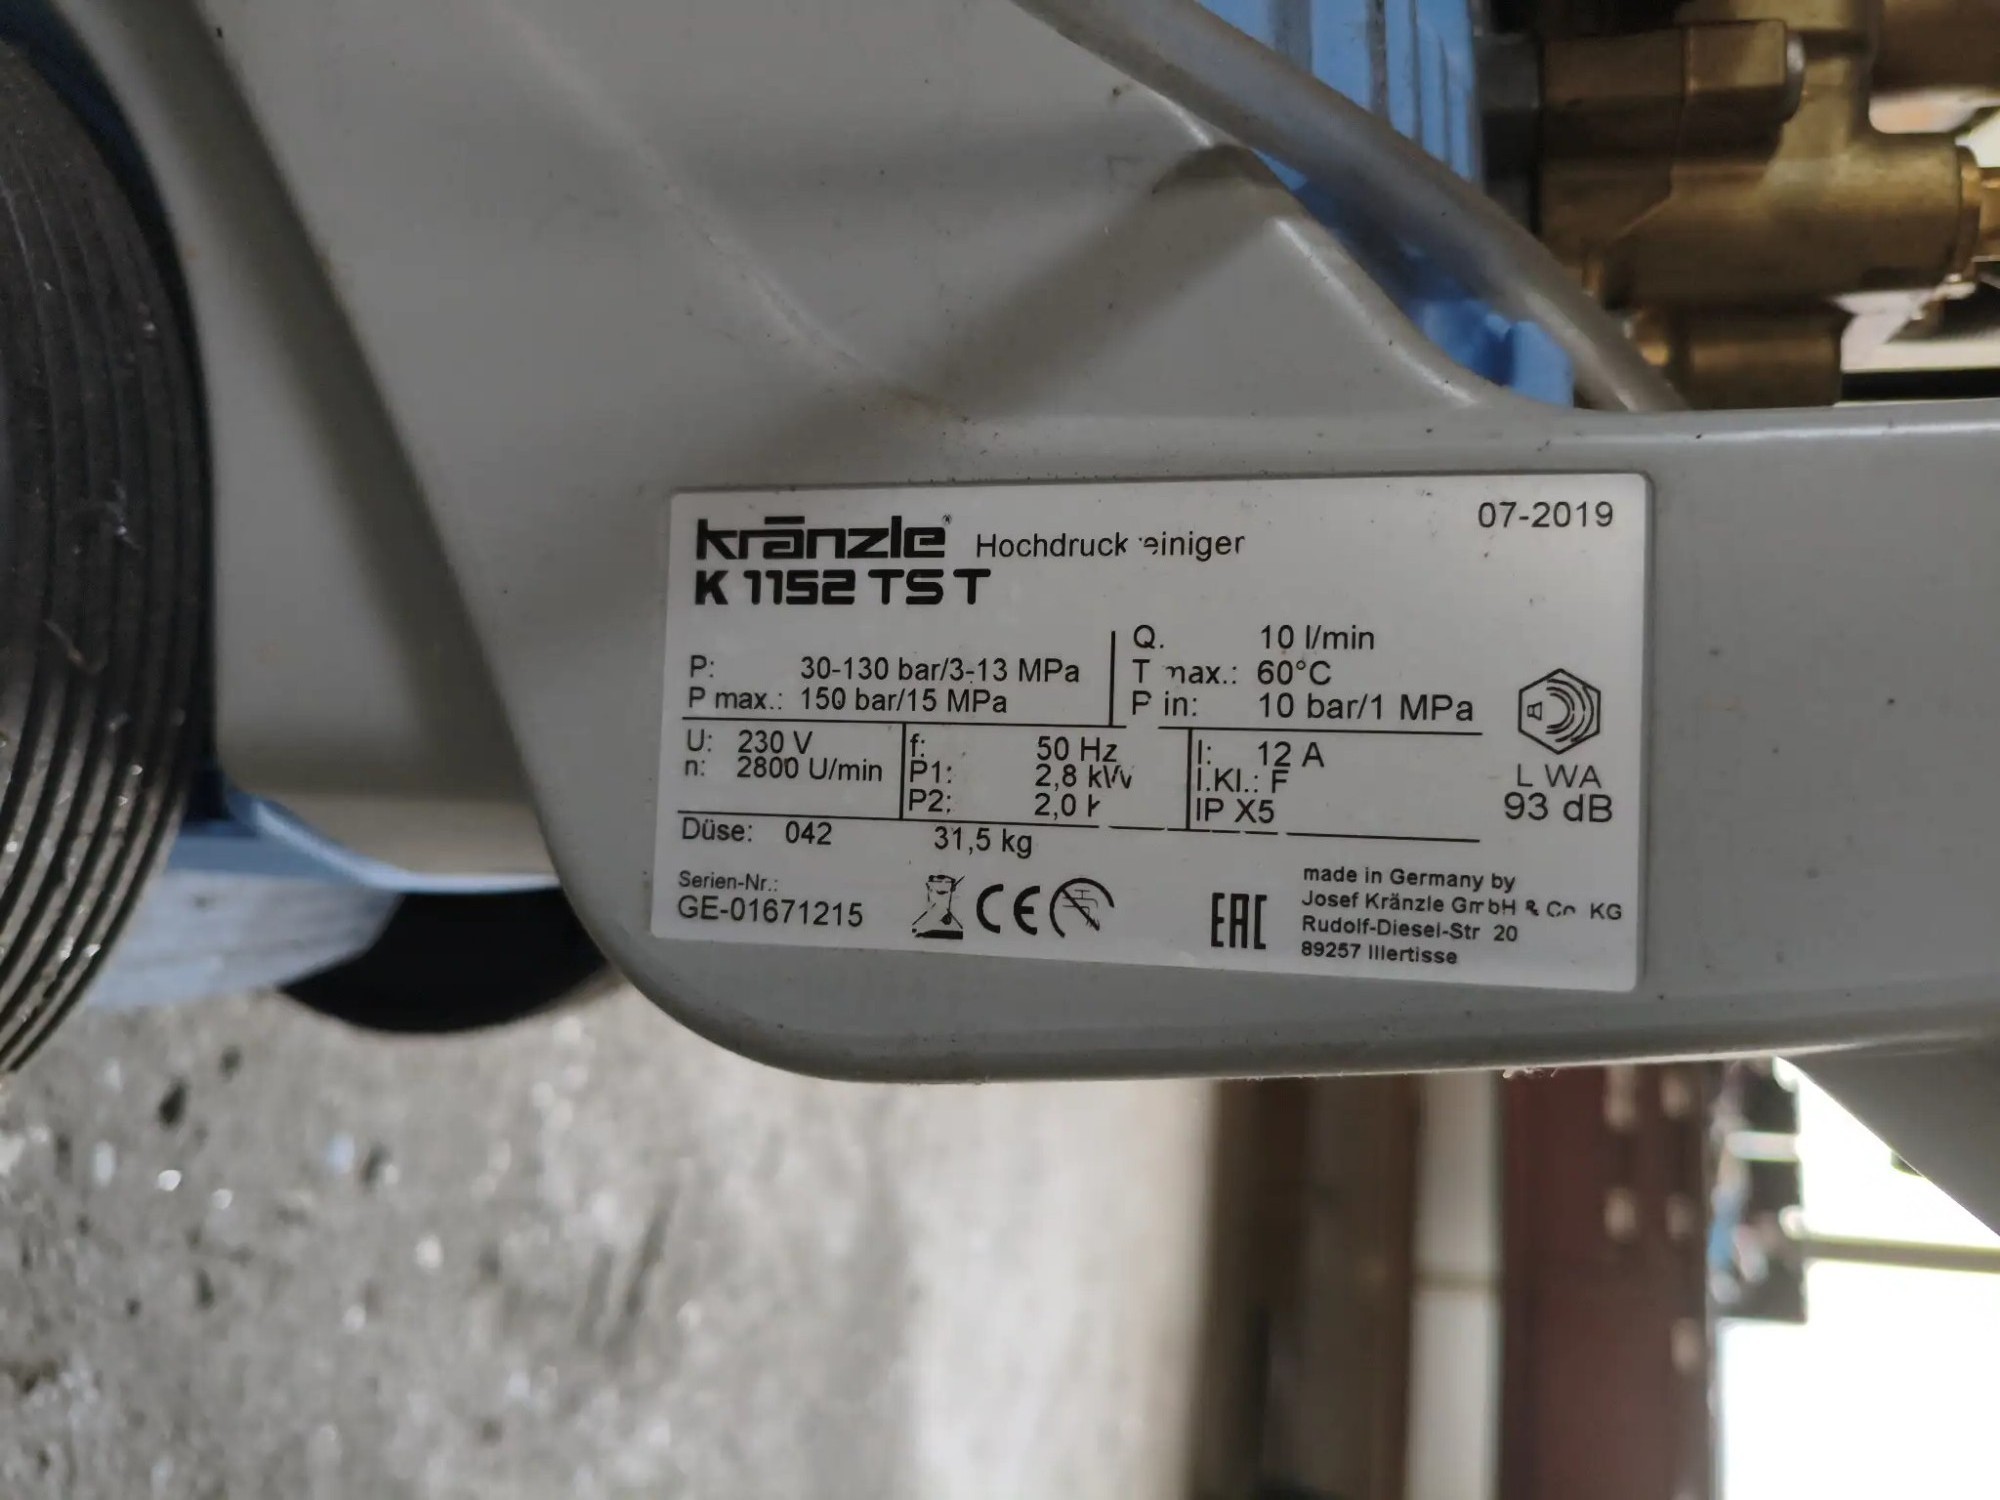 kränzle® Hochdruckreiniger
07-2019
K 1152 TS T
P: 30-130 bar/3-13 MPa
P max.: 150 bar/15 MPa
Q. 10 l/min
T max.: 60°C
P in: 10 bar/1 MPa
U: 230 V
n: 2800 U/min
f: 50 Hz
P1: 2,8 kW
P2: 2,0 k
I: 12 A
I.Kl.: F
IP X5
L WA
93 dB
Düse: 042 31,5 kg
Serien-Nr.:
GE-01671215
CE
EAC
made in Germany by
Josef Kränzle GmbH & Co KG
Rudolf-Diesel-Str 20
89257 Illertisse